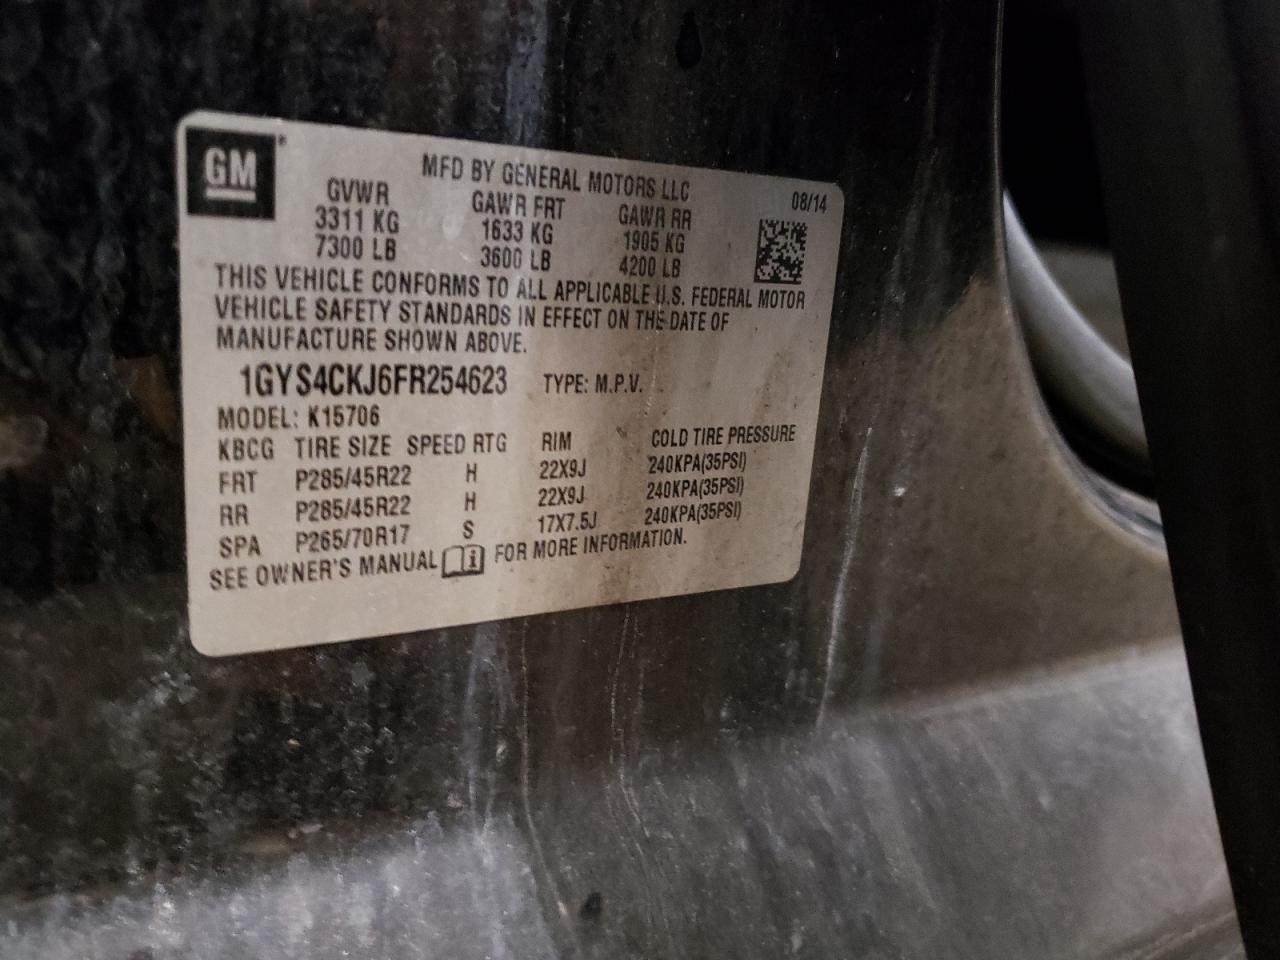 GM
MFD BY GENERAL MOTORS LLC
08/14
GVWR GAWR FRT GAWR RR
3311 KG 1633 KG 1905 KG
7300 LB 3600 LB 4200 LB
THIS VEHICLE CONFORMS TO ALL APPLICABLE U.S. FEDERAL MOTOR
VEHICLE SAFETY STANDARDS IN EFFECT ON THE DATE OF
MANUFACTURE SHOWN ABOVE.
1GYS4CKJ6FR254623 TYPE: M.P.V.
MODEL: K15706
KBCG TIRE SIZE SPEED RTG RIM COLD TIRE PRESSURE
FRT P285/45R22 H 22X9J 240KPA(35PSI)
RR P285/45R22 H 22X9J 240KPA(35PSI)
SPA P265/70R17 S 17X7.5J 240KPA(35PSI)
SEE OWNER'S MANUAL i FOR MORE INFORMATION.